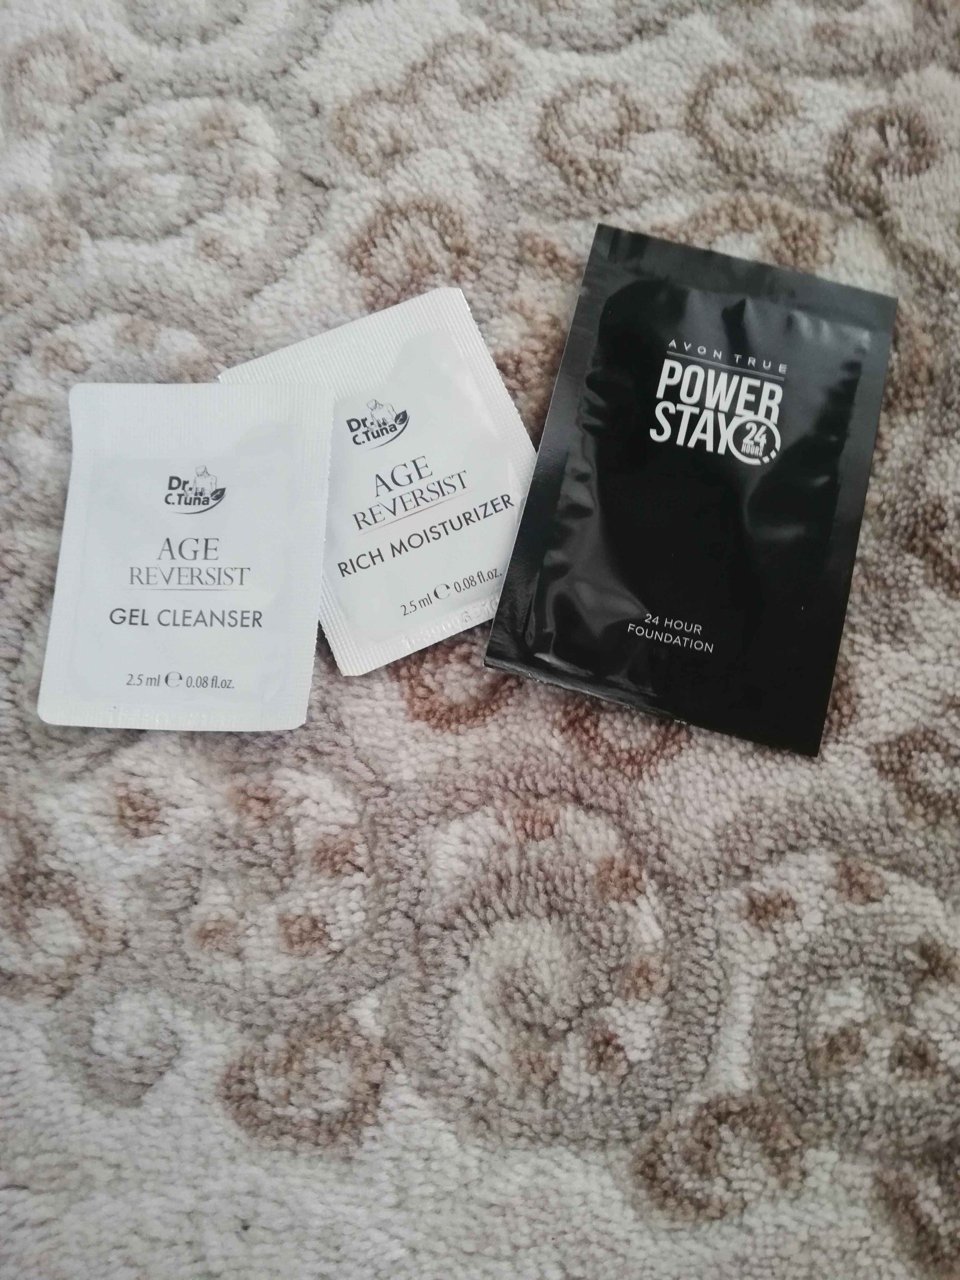 Dr.
C.Tuna
AGE
REVERSIST
GEL CLEANSER
2.5 ml C E 0.08 fl.oz.
Dr.
C.Tuna
AGE
REVERSIST
RICH MOISTURIZER
2.5 ml C E 0.08 fl.oz.
AVON TRUE
POWER
STAY 24
HOURS
24 HOUR
FOUNDATION